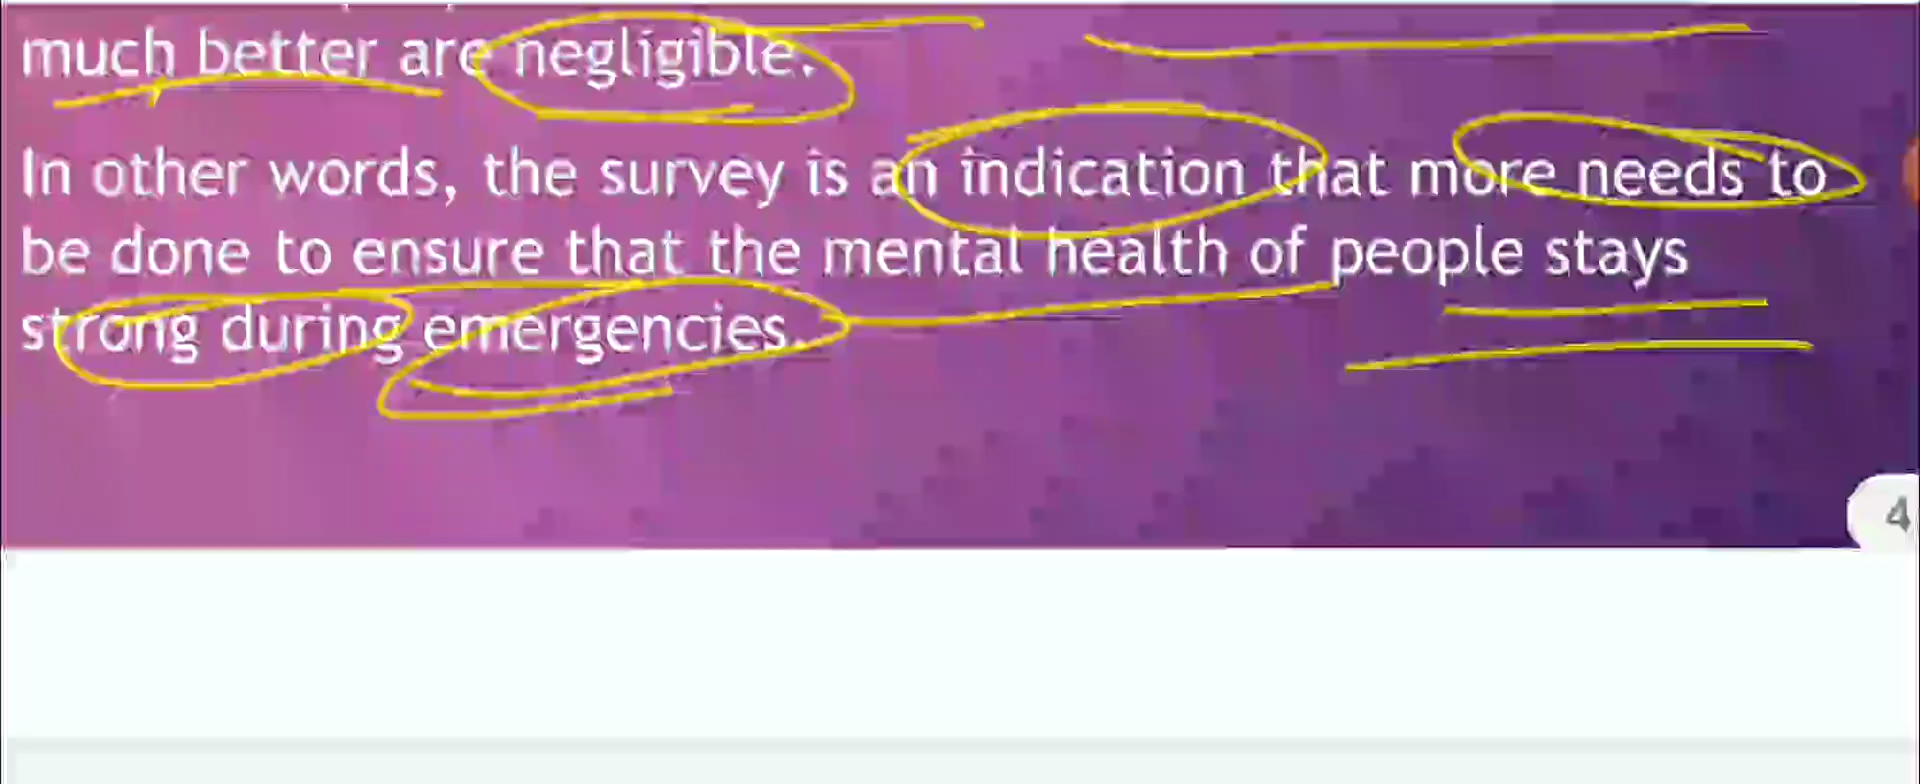 much better are negligible.
In other words, the survey is an indication that more needs to
be done to ensure that the mental health of people stays
strong during emergencies.
4